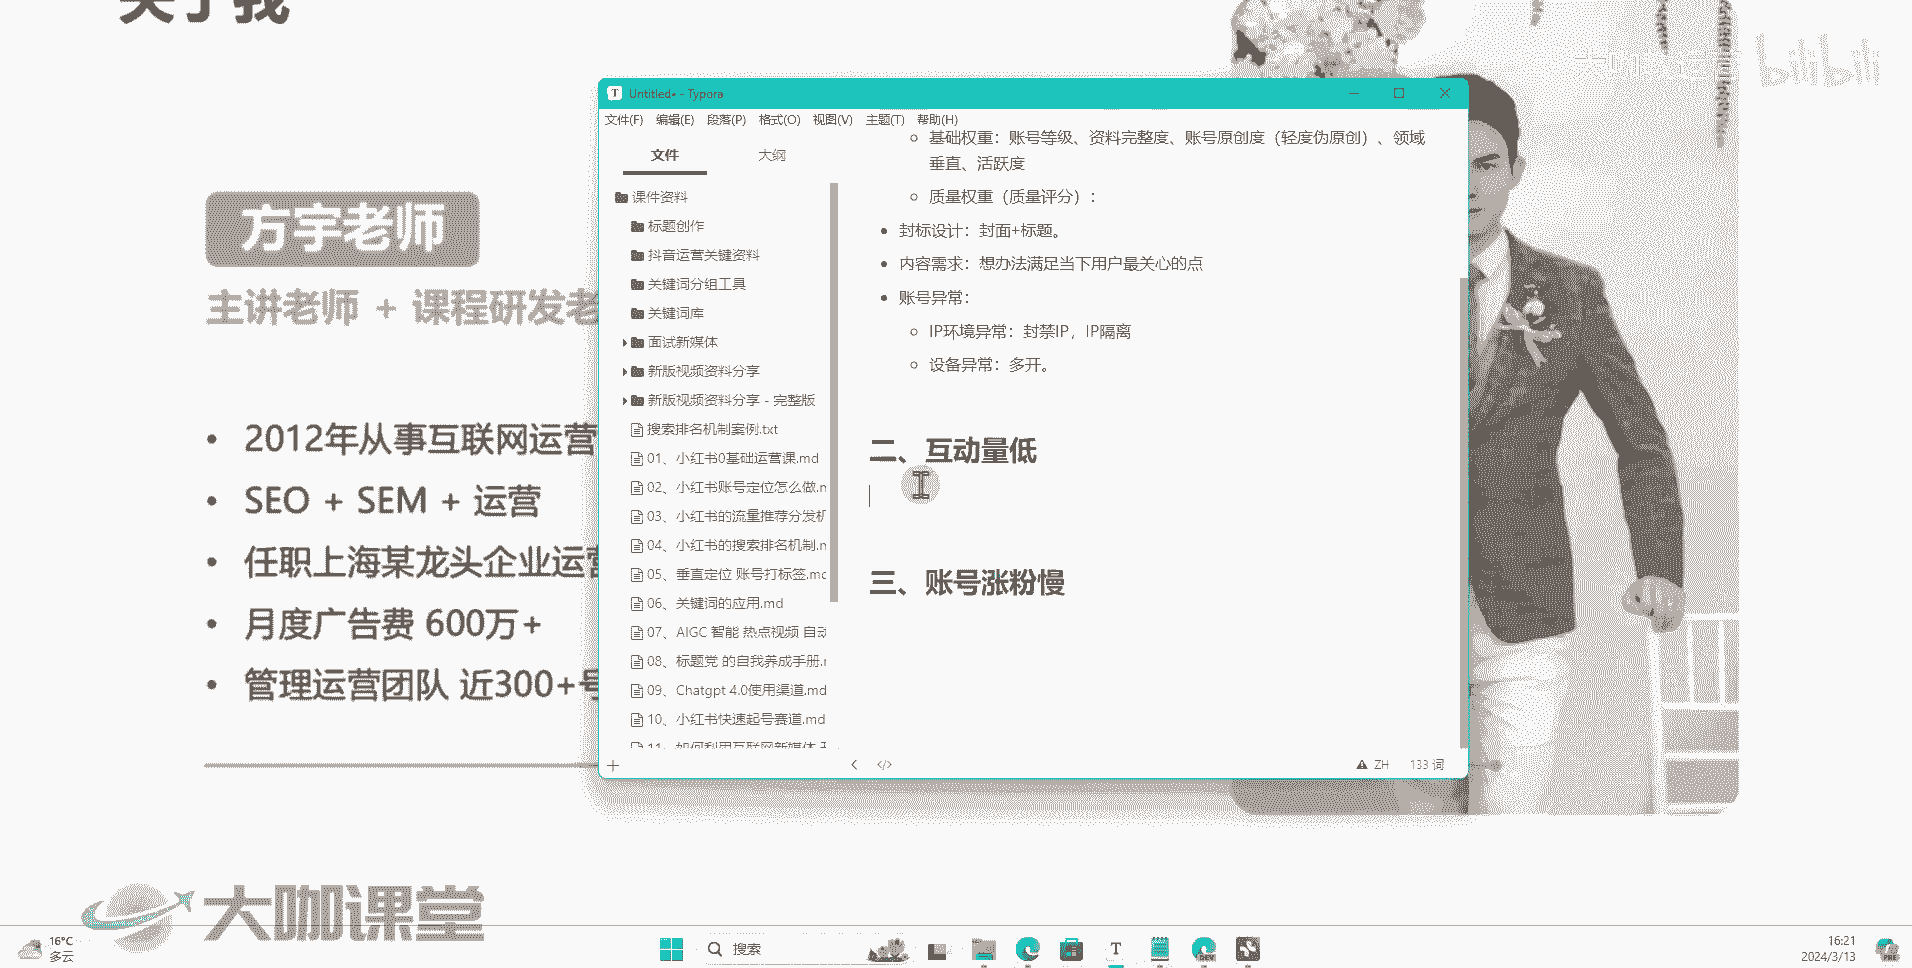 关于我
bilibili
方宇老师
主讲老师 + 课程研发老
2012年从事互联网运营
SEO + SEM + 运营
任职上海某龙头企业运营
月度广告费 600万+
管理运营团队 近300+号
大咖课堂
Untitled• - Typora
文件(F) 编辑(E) 段落(P) 格式(O) 视图(V) 主题(T) 帮助(H)
文件 大纲
课件资料
标题创作
抖音运营关键资料
关键词分组工具
关键词库
面试新媒体
新版视频资料分享
新版视频资料分享 - 完整版
搜索排名机制案例.txt
01、小红书0基础运营课.md
02、小红书账号定位怎么做.m
03、小红书的流量推荐分发机
04、小红书的搜索排名机制.m
05、垂直定位 账号打标签.md
06、关键词的应用.md
07、AIGC 智能 热点视频 自动
08、标题党 的自我养成手册.m
09、Chatgpt 4.0使用渠道.md
10、小红书快速起号赛道.md
11、如何利用互联网新媒体
基础权重：账号等级、资料完整度、账号原创度（轻度伪原创）、领域
垂直、活跃度
质量权重（质量评分）：
封标设计：封面+标题。
内容需求：想办法满足当下用户最关心的点
账号异常：
IP环境异常：封禁IP，IP隔离
设备异常：多开。
二、互动量低
三、账号涨粉慢
ZH 133 词
16°C
多云
搜索
T
DEV
PRE
16:21
2024/3/13